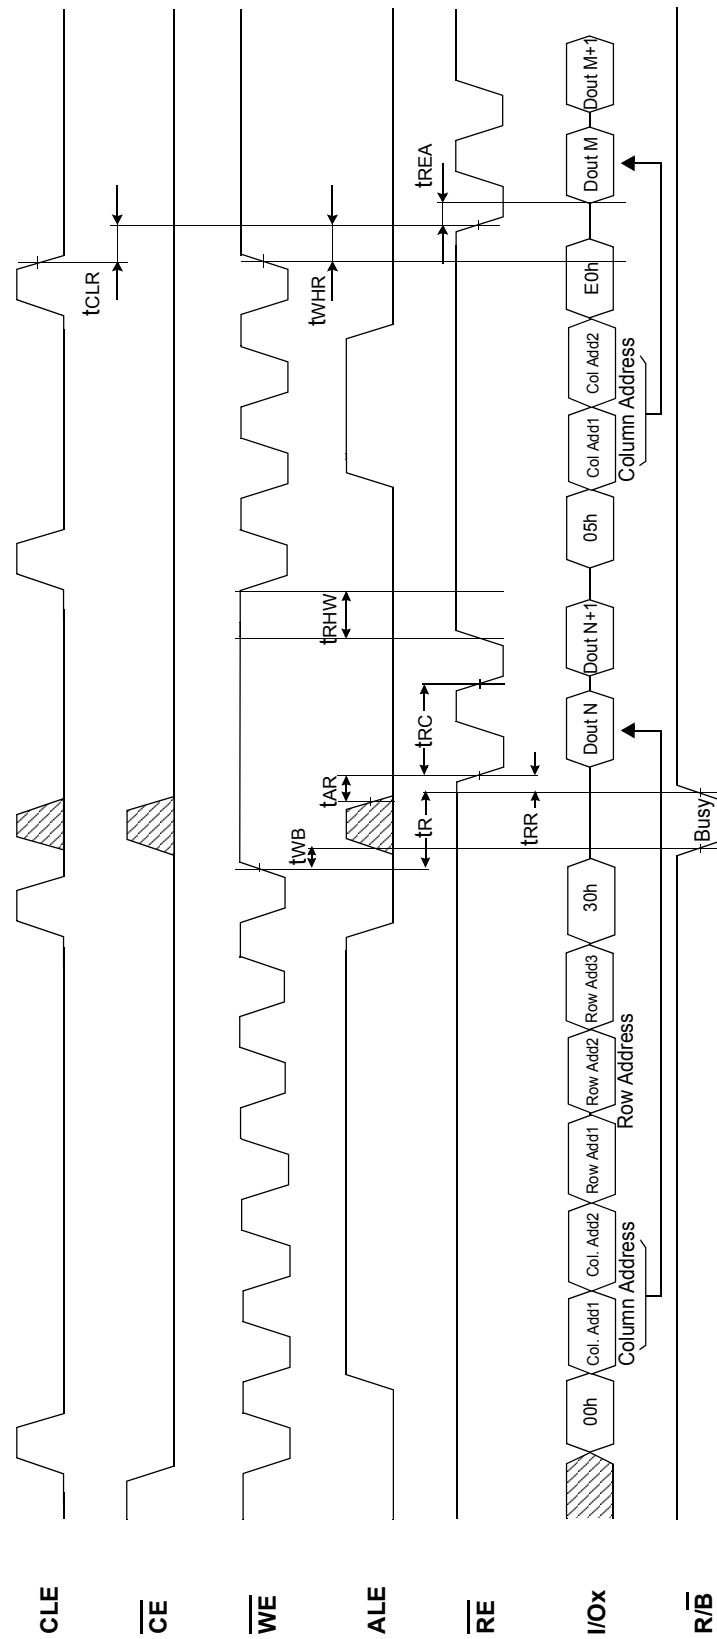 CLE
tCLR
CE
WE
tWB
tWHR
ALE
tAR
tRHW
RE
tR
tRC
tREA
tRR
I/Ox
00h
Col. Add1
Col. Add2
Row Add1
Row Add2
Row Add3
30h
Dout N
Dout N+1
05h
Col Add1
Col Add2
E0h
Dout M
Dout M+1
Column Address
Row Address
Column Address
R/B
Busy